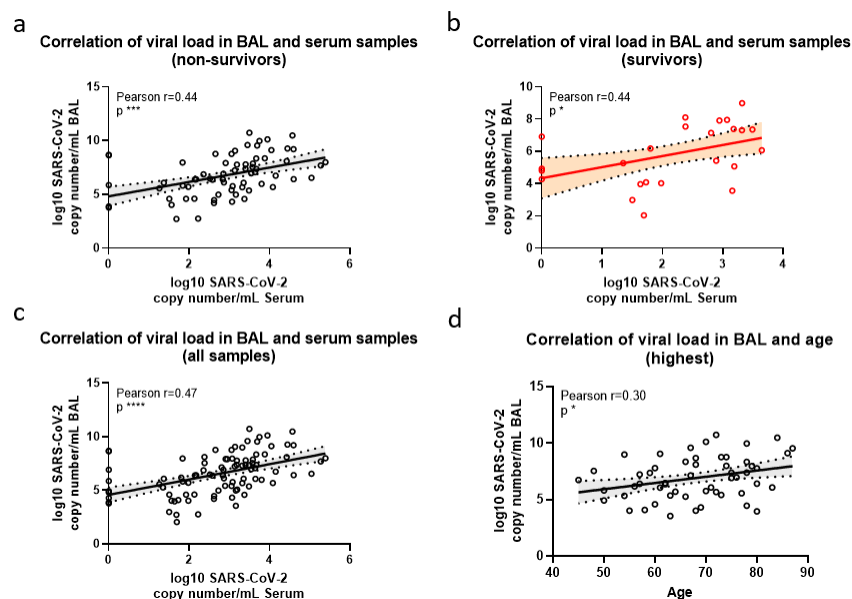 a
Correlation of viral load in BAL and serum samples
(non-survivors)
Pearson r=0.44
p ***
log10 SARS-CoV-2
copy number/mL BAL
15
10
5
0
0 2 4 6
log10 SARS-CoV-2
copy number/mL Serum
b
Correlation of viral load in BAL and serum samples
(survivors)
Pearson r=0.44
p *
log10 SARS-CoV-2
copy number/mL BAL
10
8
6
4
2
0
0 1 2 3 4
log10 SARS-CoV-2
copy number/mL Serum
c
Correlation of viral load in BAL and serum samples
(all samples)
Pearson r=0.47
p ****
log10 SARS-CoV-2
copy number/mL BAL
15
10
5
0
0 2 4 6
log10 SARS-CoV-2
copy number/mL Serum
d
Correlation of viral load in BAL and age
(highest)
Pearson r=0.30
p *
log10 SARS-CoV-2
copy number/mL BAL
15
10
5
0
40 50 60 70 80 90
Age